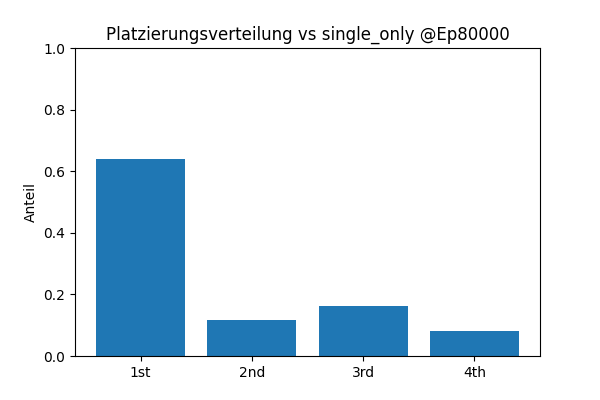 Platzierungsverteilung vs single_only @Ep80000
1.0
0.8
0.6
0.4
0.2
0.0
Anteil
1st
2nd
3rd
4th